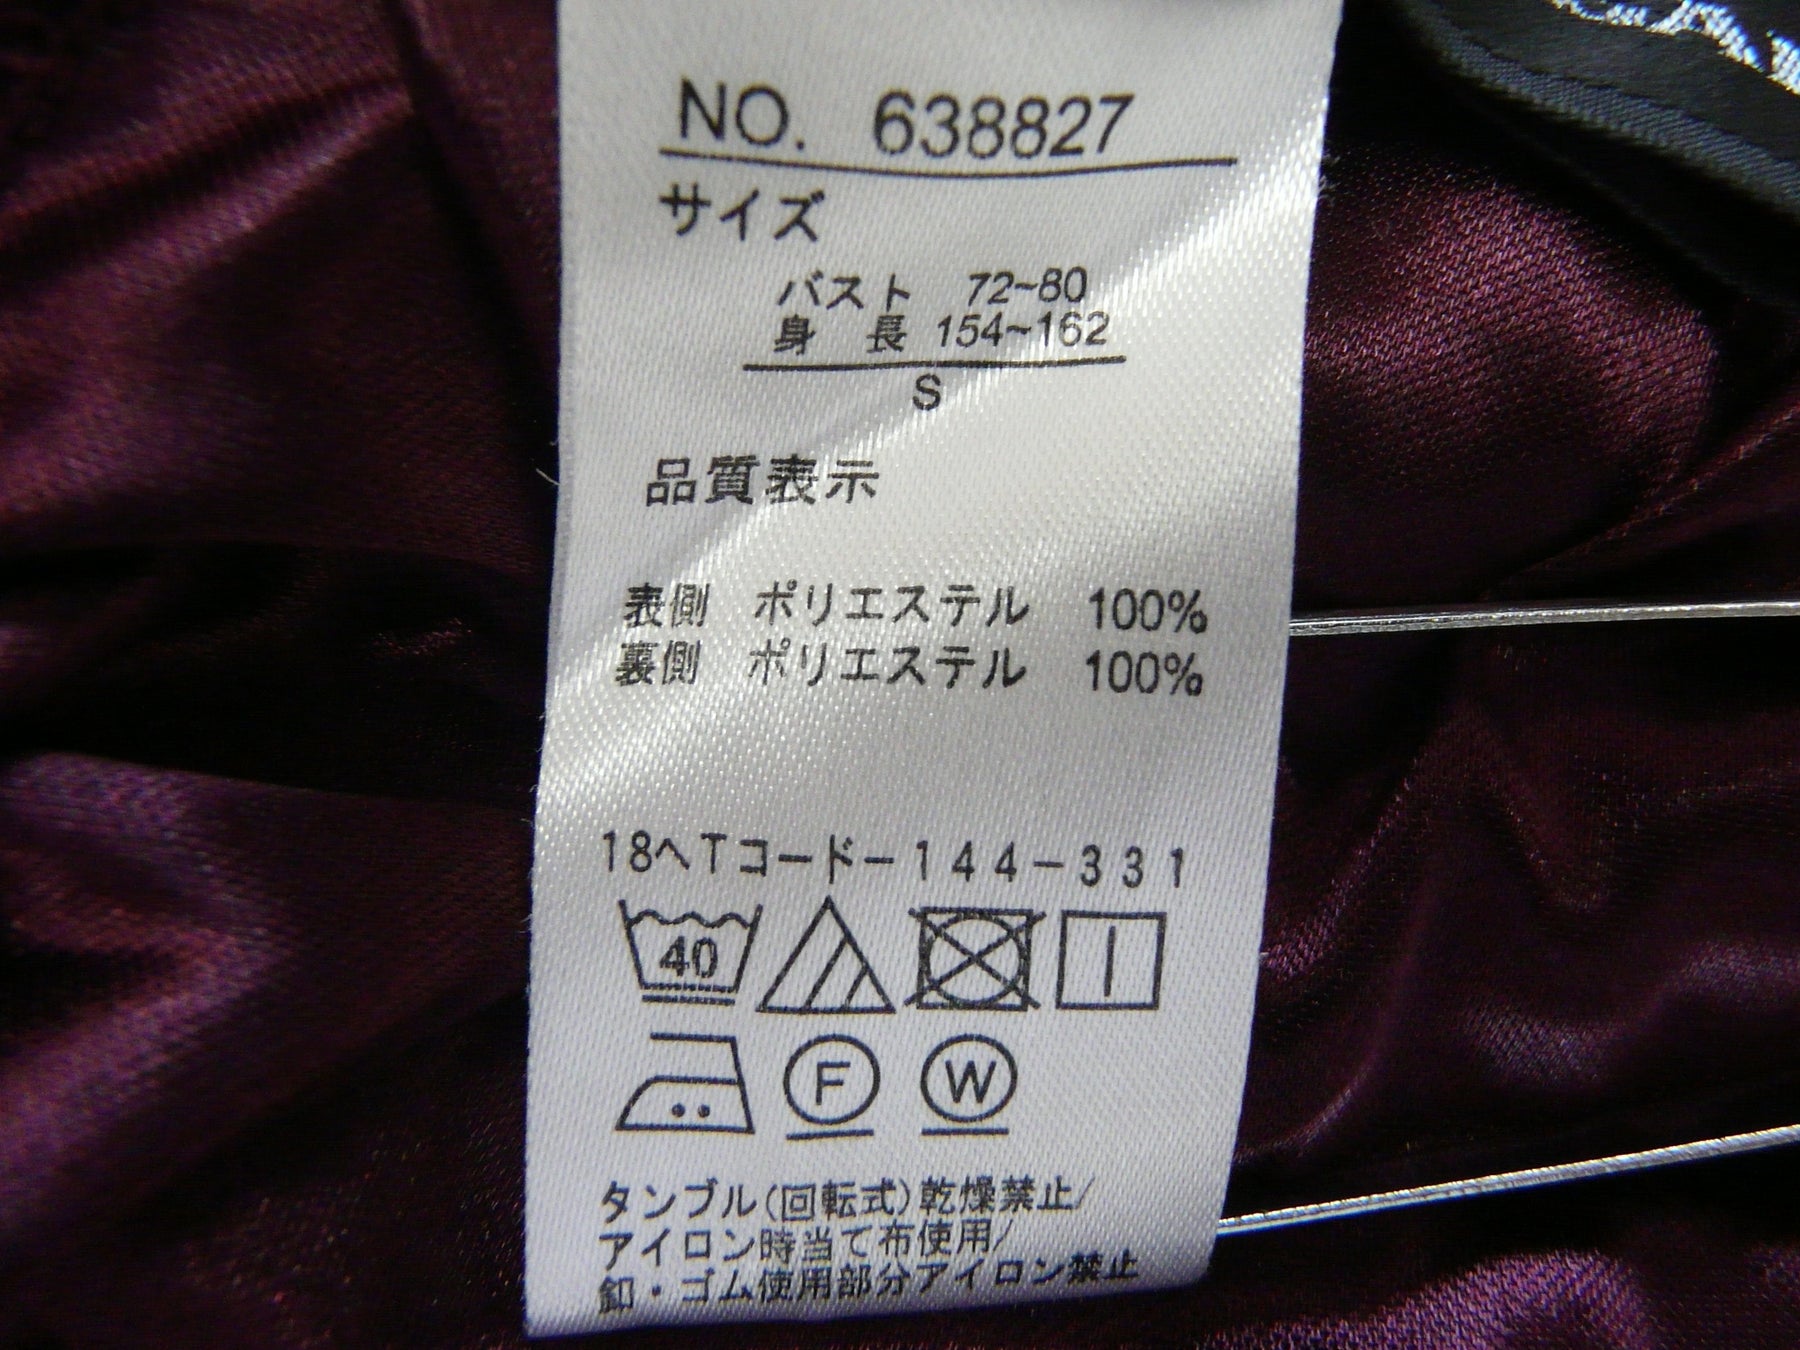 NO. 638827
サイズ
バスト 72~80
身 長 154~162
S
品質表示
表側 ポリエステル 100%
裏側 ポリエステル 100%
18ヘTコード-144-331
40
F W
タンブル(回転式)乾燥禁止/
アイロン時当て布使用/
釦・ゴム使用部分アイロン禁止